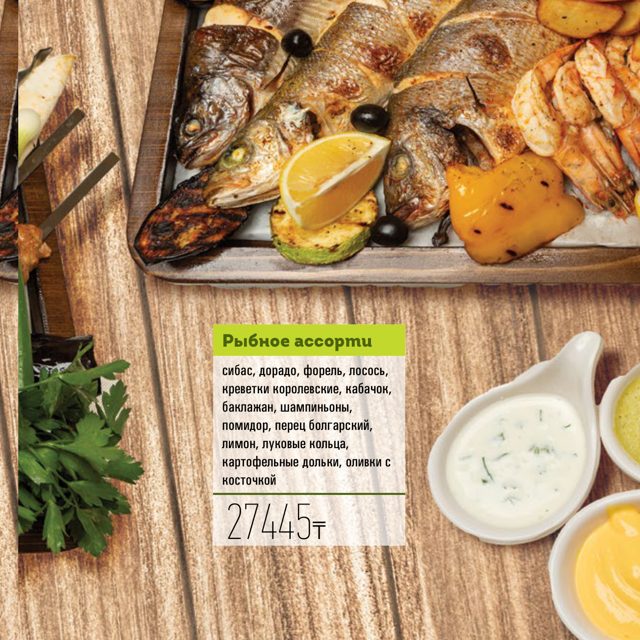 Рыбное ассорти
сибас, дорадо, форель, лосось,
креветки королевские, кабачок,
баклажан, шампиньоны,
помидор, перец болгарский,
лимон, луковые кольца,
картофельные дольки, оливки с
косточкой
27445₸